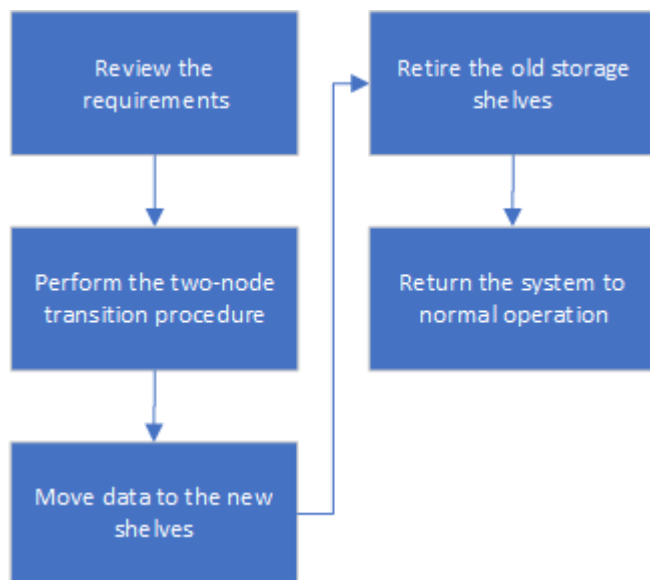 Review the
requirements
Perform the two-node
transition procedure
Move data to the new
shelves
Retire the old storage
shelves
Return the system to
normal operation